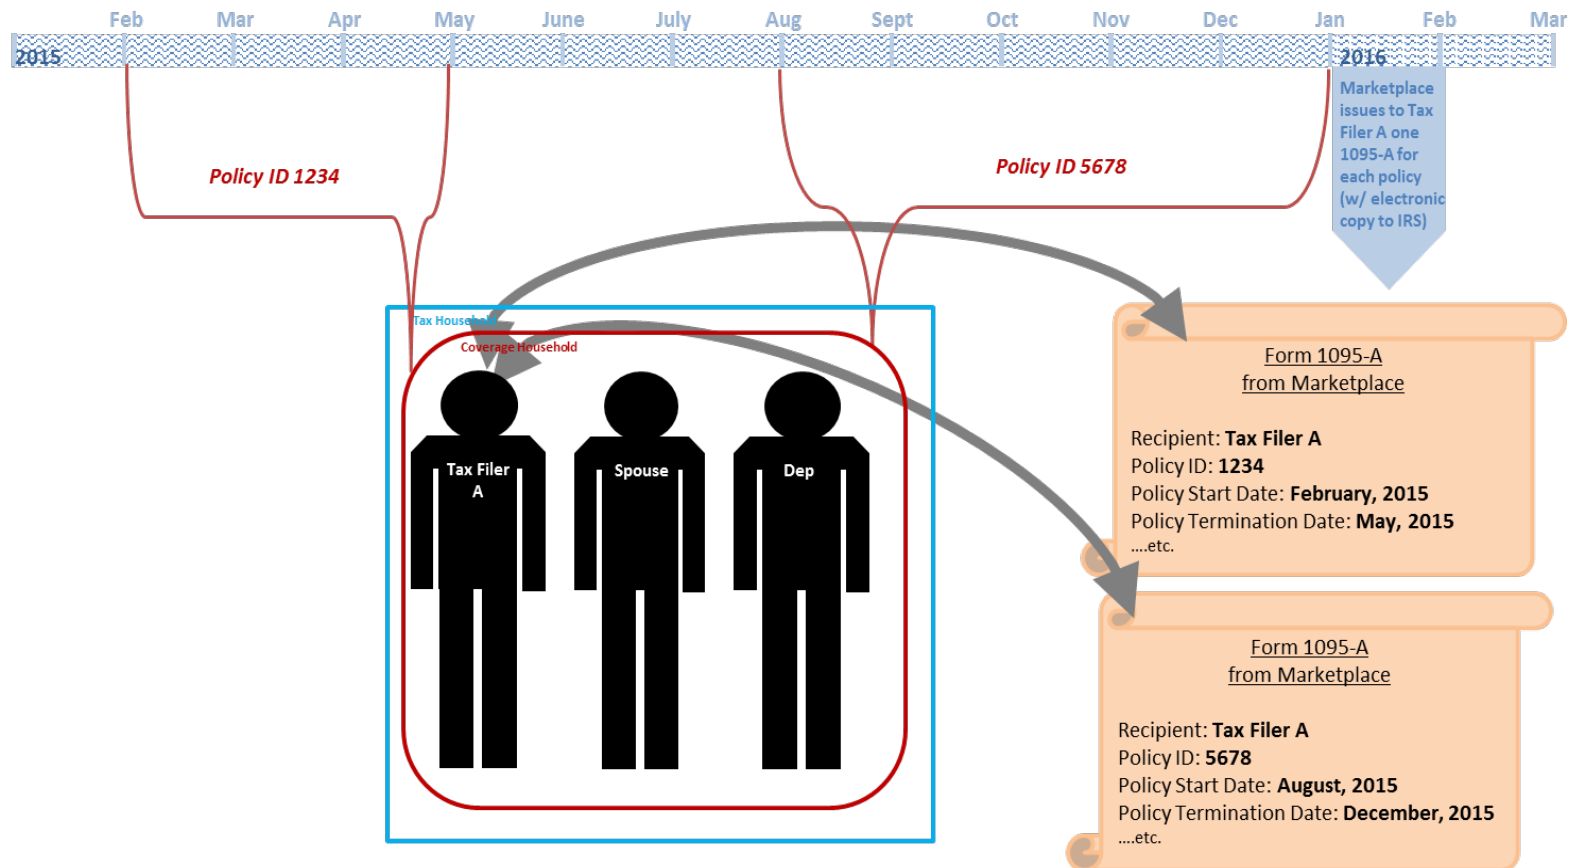 Feb Mar Apr May June July Aug Sept Oct Nov Dec Jan Feb Mar
2015 2016
Marketplace
issues to Tax
Filer A one
1095-A for
each policy
(w/ electronic
copy to IRS)
Policy ID 1234
Policy ID 5678
Tax Household
Coverage Household
Tax Filer
A
Spouse
Dep
Form 1095-A
from Marketplace
Recipient: Tax Filer A
Policy ID: 1234
Policy Start Date: February, 2015
Policy Termination Date: May, 2015
....etc.
Form 1095-A
from Marketplace
Recipient: Tax Filer A
Policy ID: 5678
Policy Start Date: August, 2015
Policy Termination Date: December, 2015
....etc.